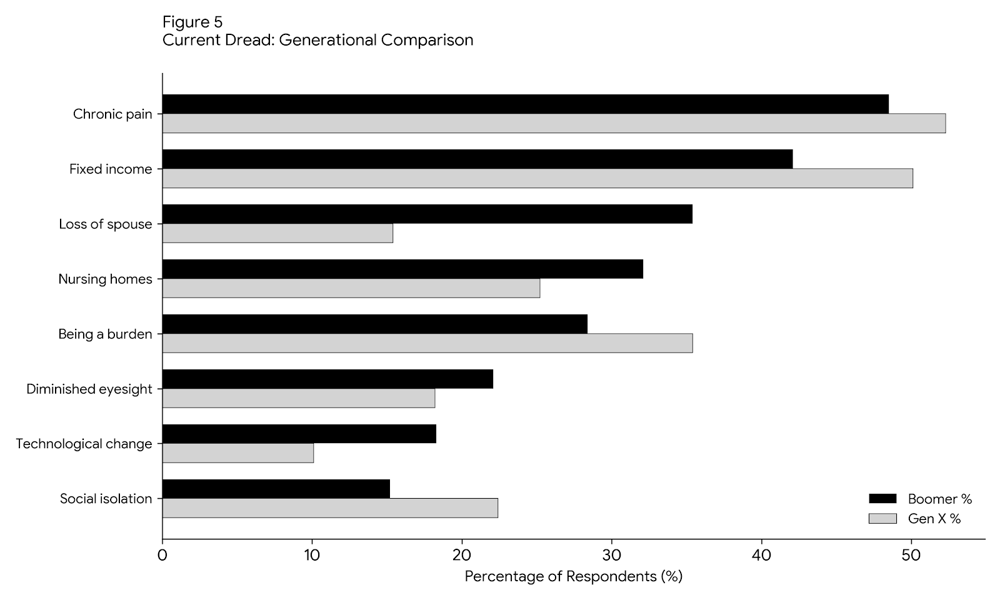 Figure 5
Current Dread: Generational Comparison
Chronic pain
Fixed income
Loss of spouse
Nursing homes
Being a burden
Diminished eyesight
Technological change
Social isolation
Boomer %
Gen X %
0 10 20 30 40 50
Percentage of Respondents (%)